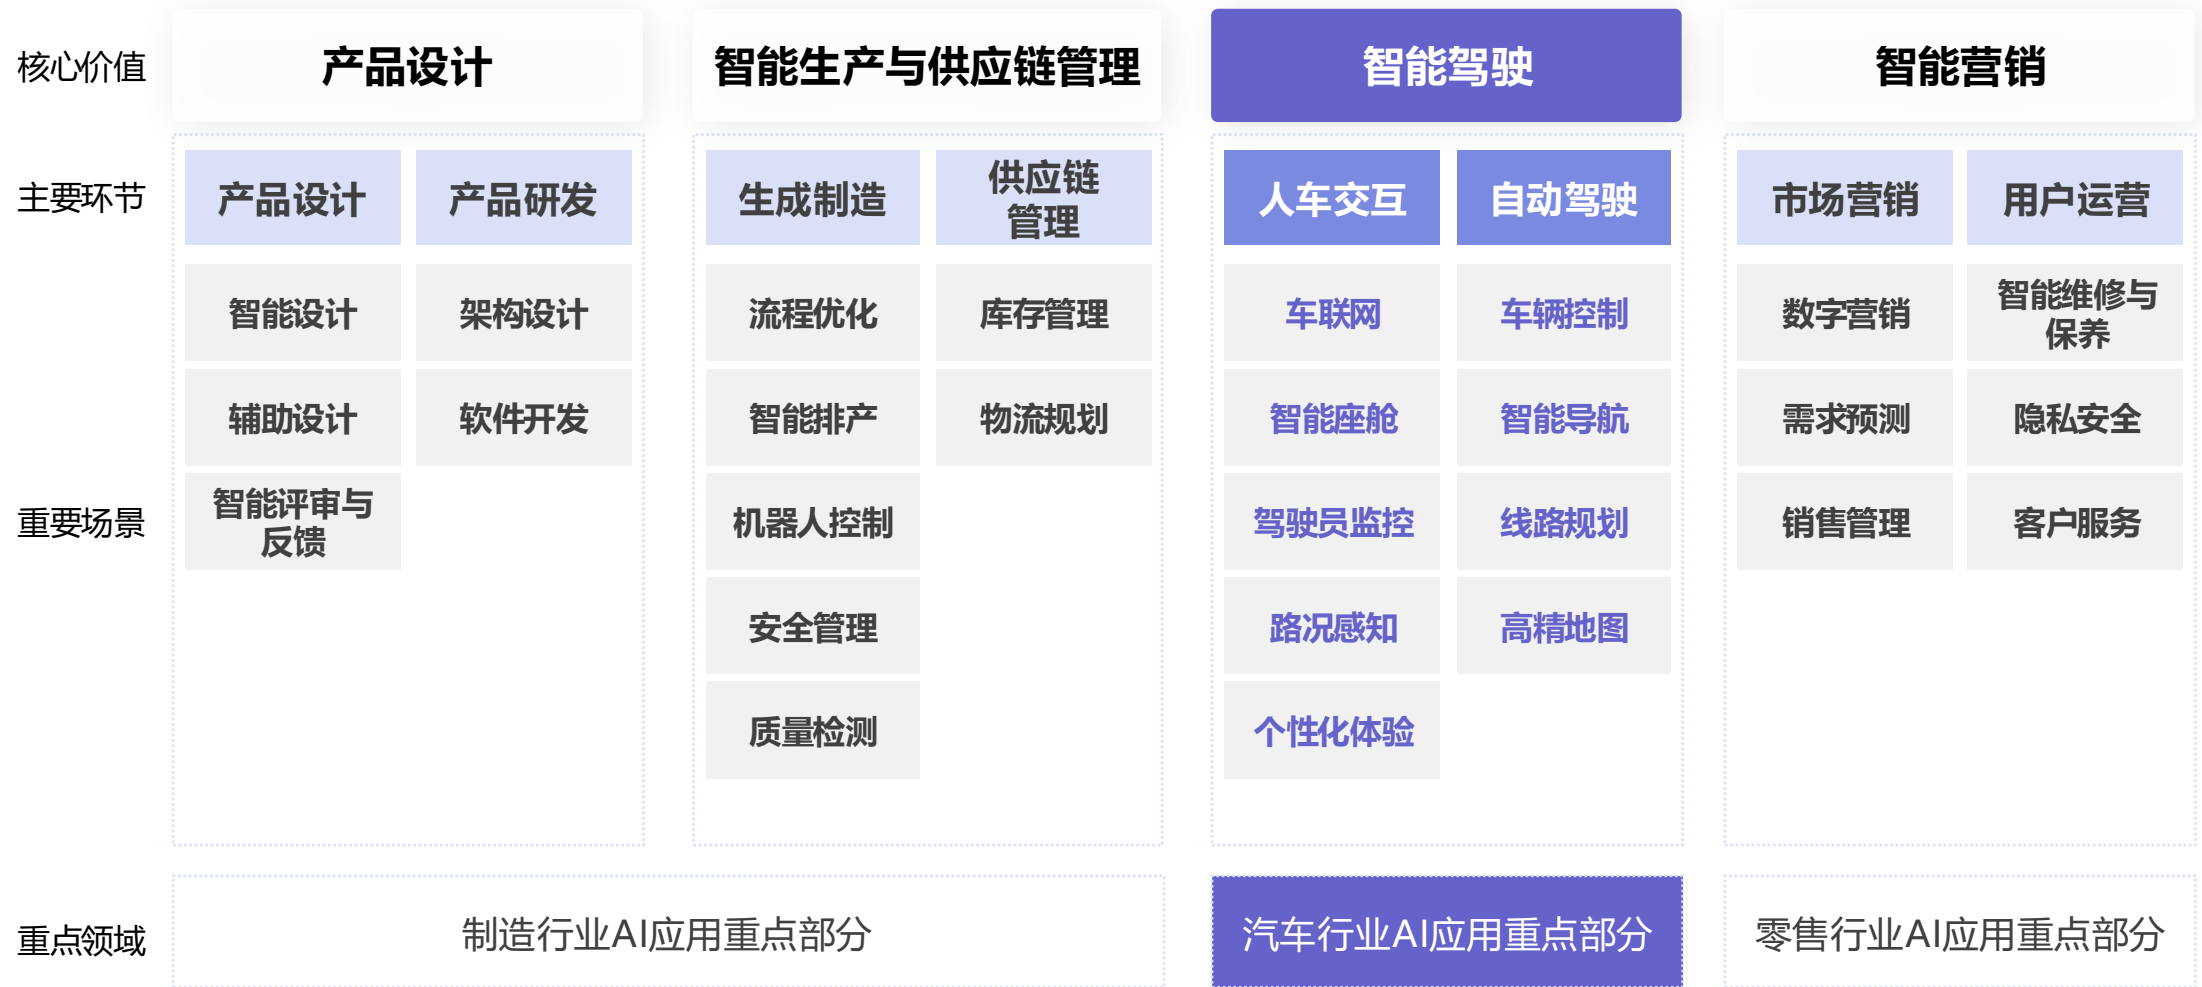 核心价值
产品设计
智能生产与供应链管理
智能驾驶
智能营销
主要环节
产品设计
产品研发
生成制造
供应链
管理
人车交互
自动驾驶
市场营销
用户运营
重要场景
智能设计
架构设计
流程优化
库存管理
车联网
车辆控制
数字营销
智能维修与
保养
辅助设计
软件开发
智能排产
物流规划
智能座舱
智能导航
需求预测
隐私安全
智能评审与
反馈
机器人控制
驾驶员监控
线路规划
销售管理
客户服务
安全管理
路况感知
高精地图
质量检测
个性化体验
重点领域
制造行业AI应用重点部分
汽车行业AI应用重点部分
零售行业AI应用重点部分